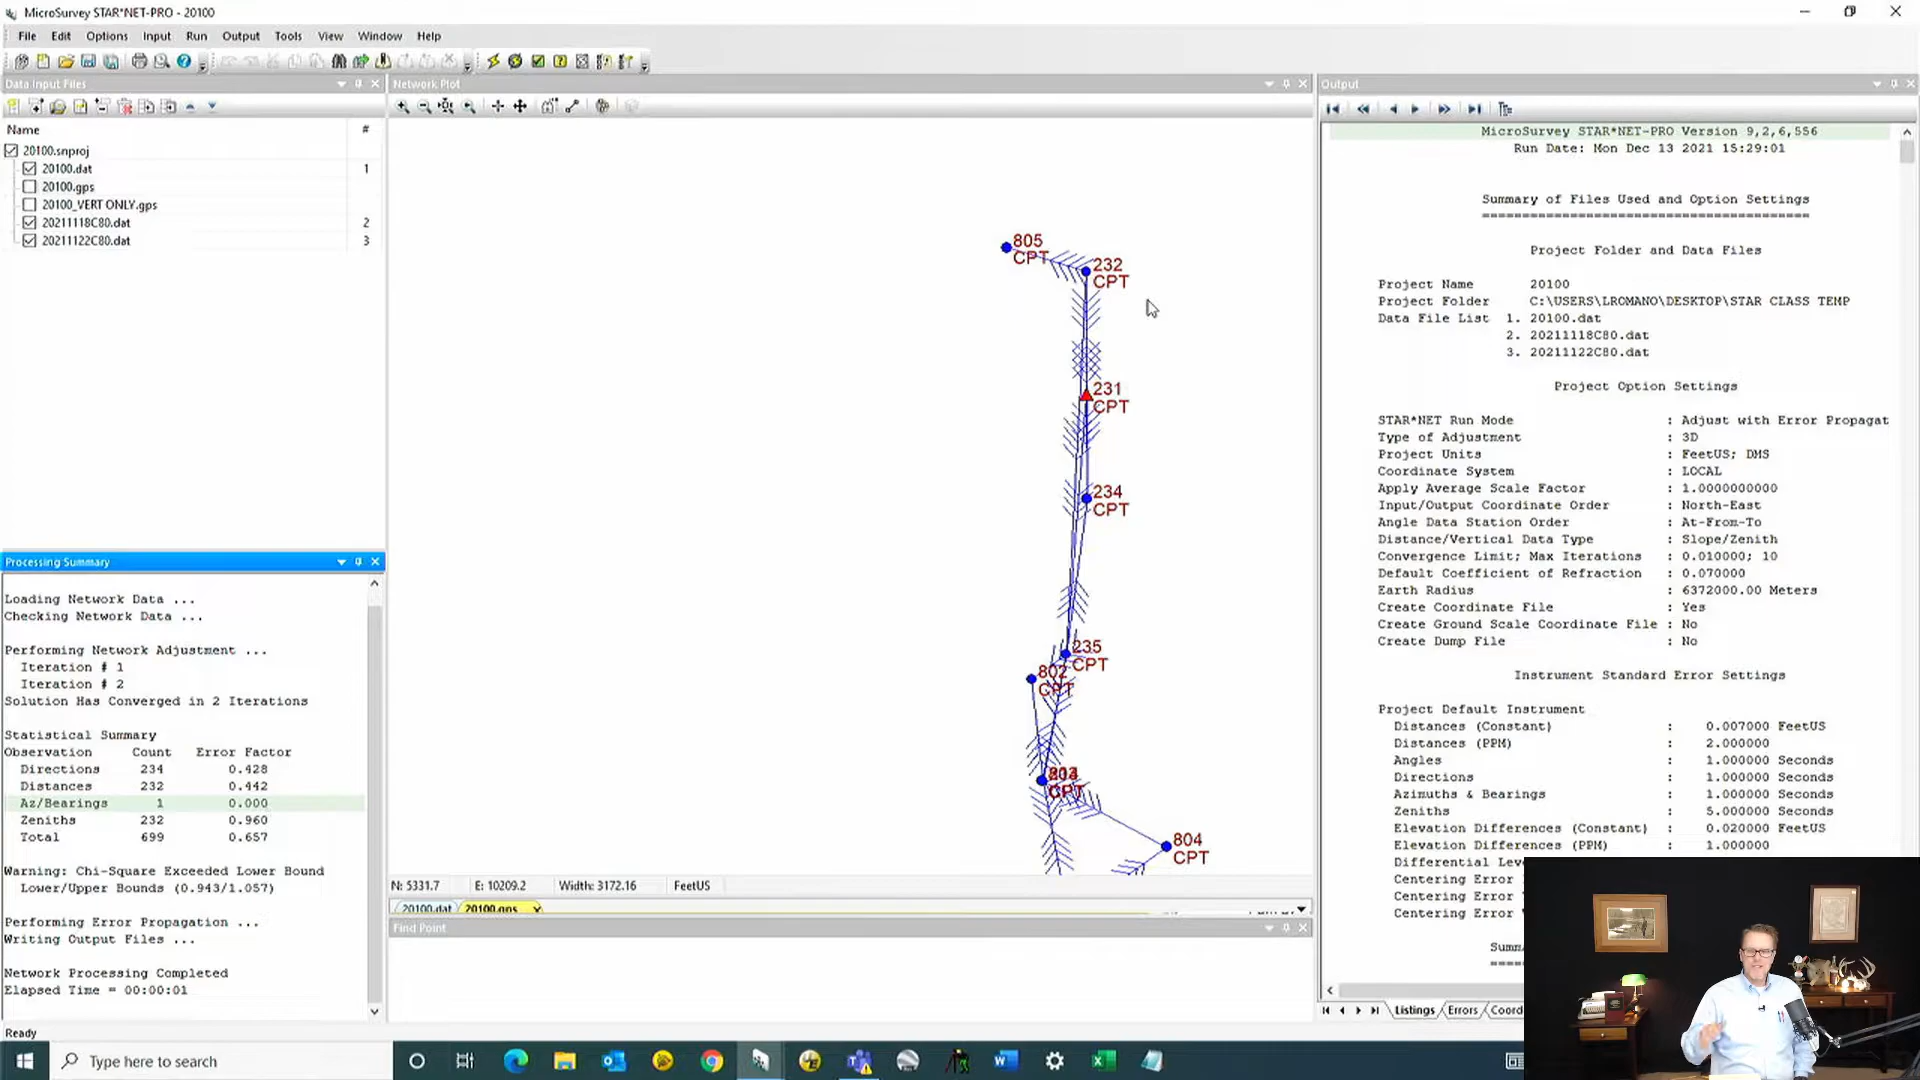 MicroSurvey STAR*NET-PRO - 20100
File Edit Options Input Run Output Tools View Window Help
Data Input Files
Name #
20100.snproj
20100.dat 1
20100.gps
20100_VERT ONLY.gps
20211118C80.dat 2
20211122C80.dat 3
Processing Summary
Loading Network Data ...
Checking Network Data ...
Performing Network Adjustment ...
Iteration # 1
Iteration # 2
Solution Has Converged in 2 Iterations
Statistical Summary
Observation Count Error Factor
Directions 234 0.428
Distances 232 0.442
Az/Bearings 1 0.000
Zeniths 232 0.960
Total 699 0.657
Warning: Chi-Square Exceeded Lower Bound
Lower/Upper Bounds (0.943/1.057)
Performing Error Propagation ...
Writing Output Files ...
Network Processing Completed
Elapsed Time = 00:00:01
Ready
Network Plot
805
CPT
232
CPT
231
CPT
234
CPT
235
CPT
802
CPT
803
CPT
804
CPT
N: 5331.7 E: 10209.2 Width: 3172.16 FeetUS
20100.dat 20100.gps
Find Point
Output
MicroSurvey STAR*NET-PRO Version 9,2,6,556
Run Date: Mon Dec 13 2021 15:29:01
Summary of Files Used and Option Settings
=========================================
Project Folder and Data Files
Project Name 20100
Project Folder C:\USERS\LROMANO\DESKTOP\STAR CLASS TEMP
Data File List 1. 20100.dat
2. 20211118C80.dat
3. 20211122C80.dat
Project Option Settings
STAR*NET Run Mode : Adjust with Error Propagat
Type of Adjustment : 3D
Project Units : FeetUS; DMS
Coordinate System : LOCAL
Apply Average Scale Factor : 1.0000000000
Input/Output Coordinate Order : North-East
Angle Data Station Order : At-From-To
Distance/Vertical Data Type : Slope/Zenith
Convergence Limit; Max Iterations : 0.010000; 10
Default Coefficient of Refraction : 0.070000
Earth Radius : 6372000.00 Meters
Create Coordinate File : Yes
Create Ground Scale Coordinate File : No
Create Dump File : No
Instrument Standard Error Settings
Project Default Instrument
Distances (Constant) : 0.007000 FeetUS
Distances (PPM) : 2.000000
Angles : 1.000000 Seconds
Directions : 1.000000 Seconds
Azimuths & Bearings : 1.000000 Seconds
Zeniths : 5.000000 Seconds
Elevation Differences (Constant) : 0.020000 FeetUS
Elevation Differences (PPM) : 1.000000
Differential Leve
Centering Error
Centering Error
Centering Error
Summ
Listings Errors Coord
Type here to search